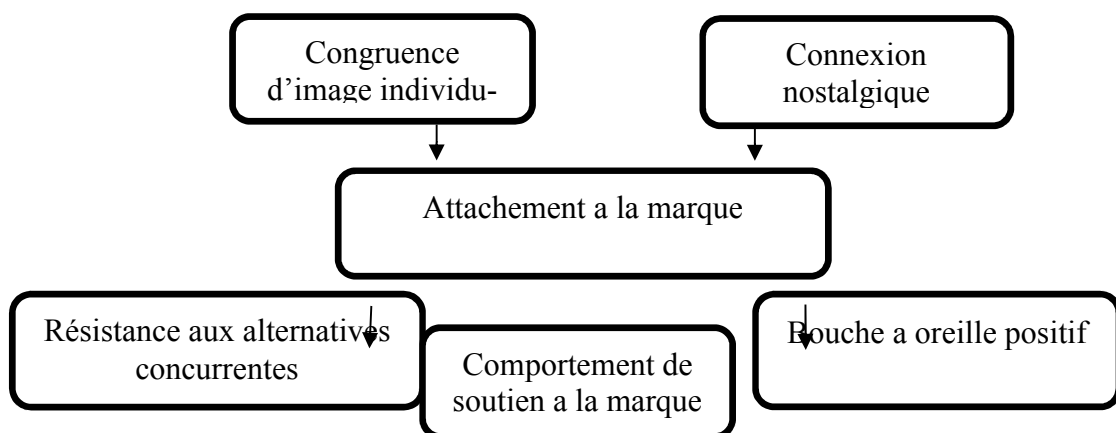 Congruence
d’image individu-
Connexion
nostalgique
Attachement a la marque
Résistance aux alternatives
concurrentes
Comportement de
soutien a la marque
Bouche a oreille positif